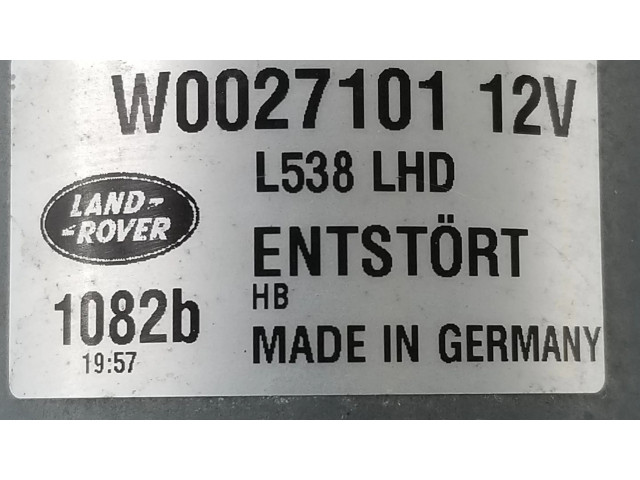 W0027101 12V
L538 LHD
LAND-
-ROVER
ENTSTÖRT
HB
1082b
19:57
MADE IN GERMANY